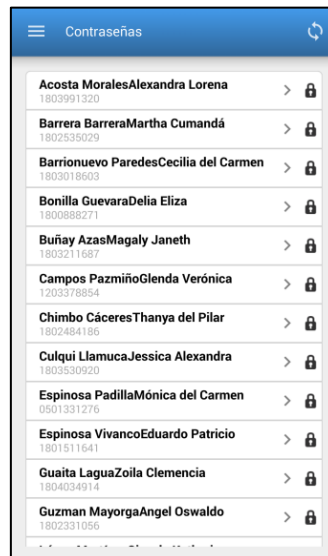 Contraseñas
Acosta MoralesAlexandra Lorena
1803991320
Barrera BarreraMartha Cumandá
1802535029
Barrionuevo ParedesCecilia del Carmen
1803018603
Bonilla GuevaraDelia Eliza
1800888271
Buñay AzasMagaly Janeth
1803211687
Campos PazmiñoGlenda Verónica
1203378854
Chimbo CáceresThanya del Pilar
1802484186
Culqui LlamucaJessica Alexandra
1803530920
Espinosa PadillaMónica del Carmen
0501331276
Espinosa VivancoEduardo Patricio
1801511641
Guaita LaguaZoila Clemencia
1804034914
Guzman MayorgaAngel Oswaldo
1802331056